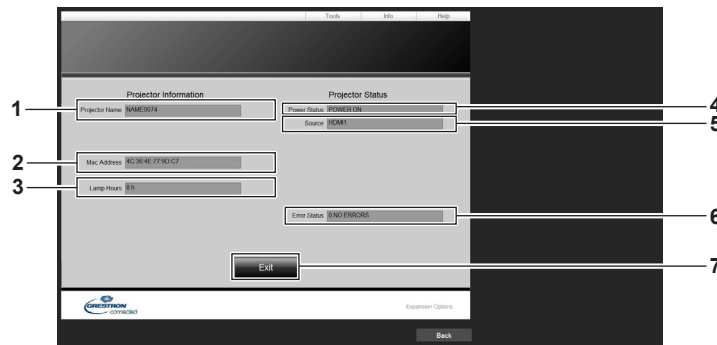 Tools Info Help
Projector Information
Projector Status
1 Projector Name NAME0074
Power Status POWER ON 4
Source HDMI1 5
2 Mac Address 4C:36:4E:77:9D:C7
3 Lamp Hours 8 h
Error Status 0:NO ERRORS 6
Exit 7
CRESTRON
connected
Expansion Options
Back